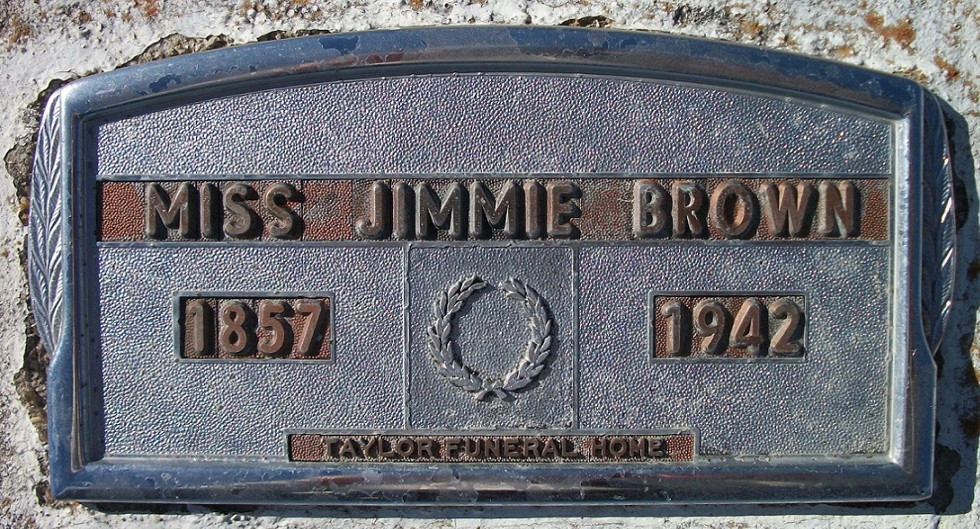 MISS JIMMIE BROWN
1857 1942
TAYLOR FUNERAL HOME